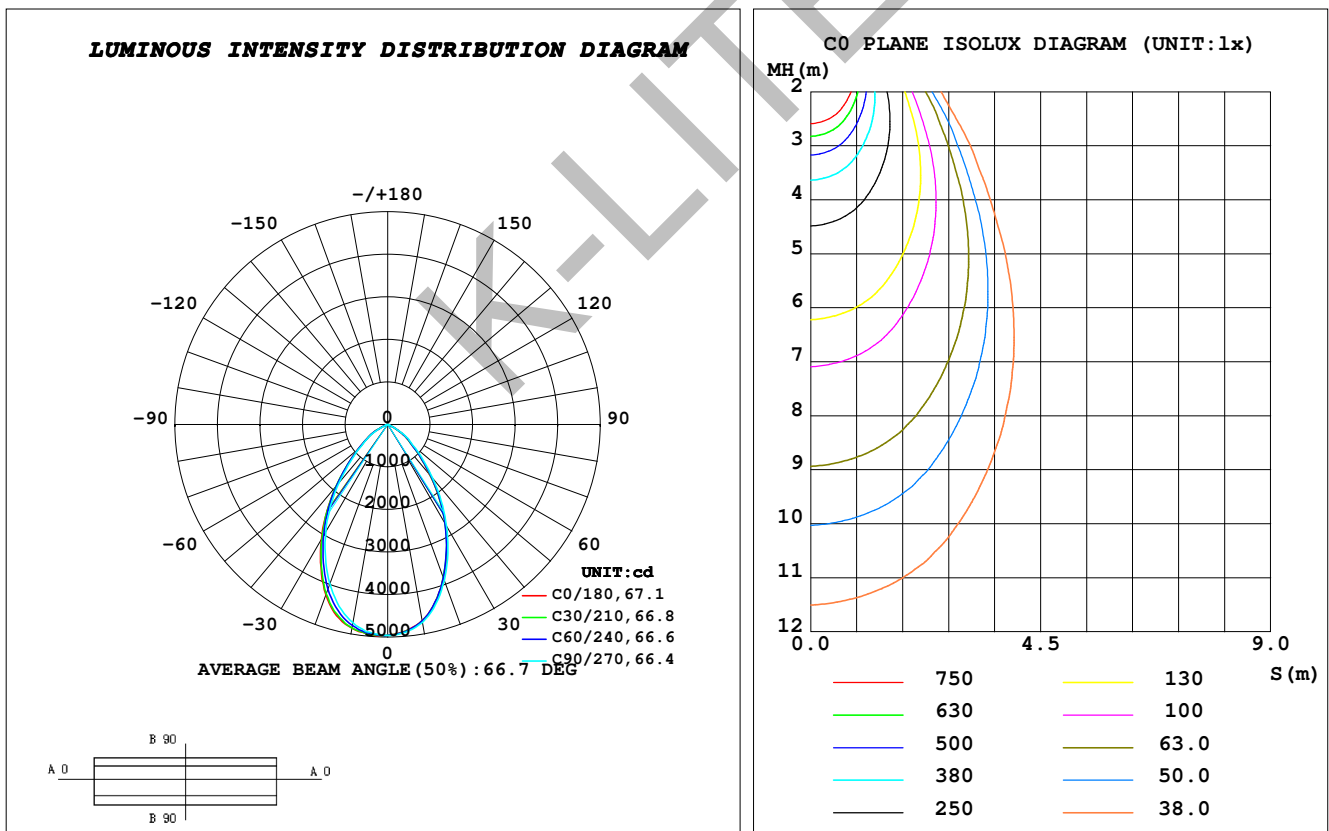 LUMINOUS INTENSITY DISTRIBUTION DIAGRAM
-/+180
-150
150
-120
120
-90
90
-60
60
-30
30
0
0
1000
2000
3000
4000
5000
UNIT:cd
C0/180,67.1
C30/210,66.8
C60/240,66.6
C90/270,66.4
AVERAGE BEAM ANGLE(50%):66.7 DEG
B 90
A 0
A 0
B 90
C0 PLANE ISOLUX DIAGRAM (UNIT:lx)
MH(m)
2
3
4
5
6
7
8
9
10
11
12
0.0
4.5
9.0
S(m)
750
130
630
100
500
63.0
380
50.0
250
38.0
K-LITE